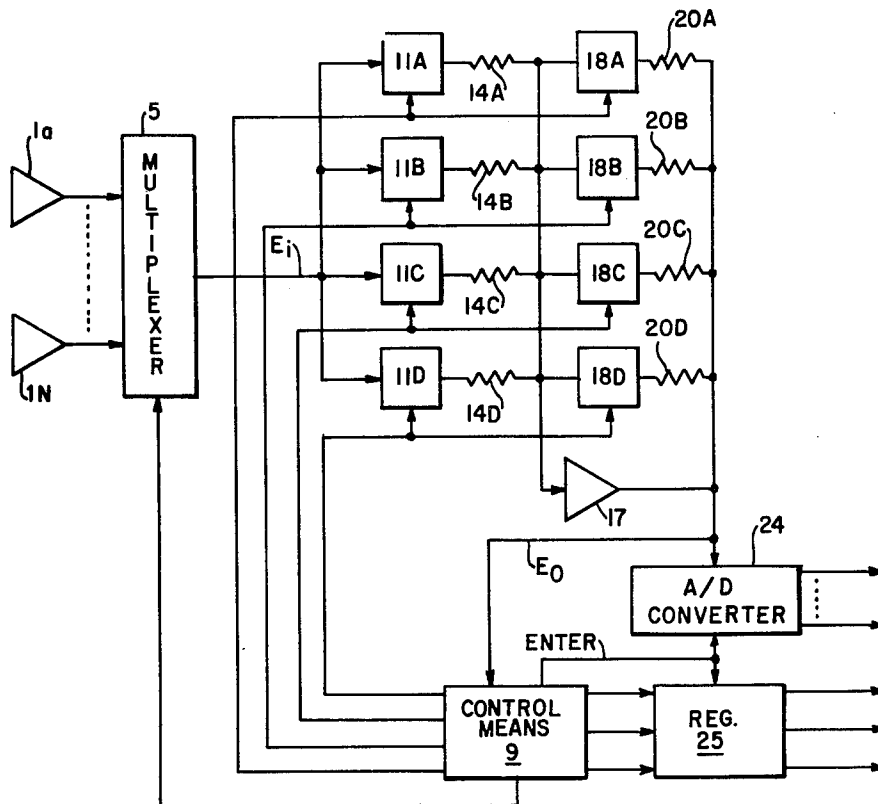 20A
11A
18A
14A
1a
5
MULTIPLEXER
20B
11B
18B
14B
Ei
20C
11C
18C
14C
1N
20D
11D
18D
14D
17
24
E0
A/D
CONVERTER
ENTER
CONTROL
MEANS
9
REG.
25